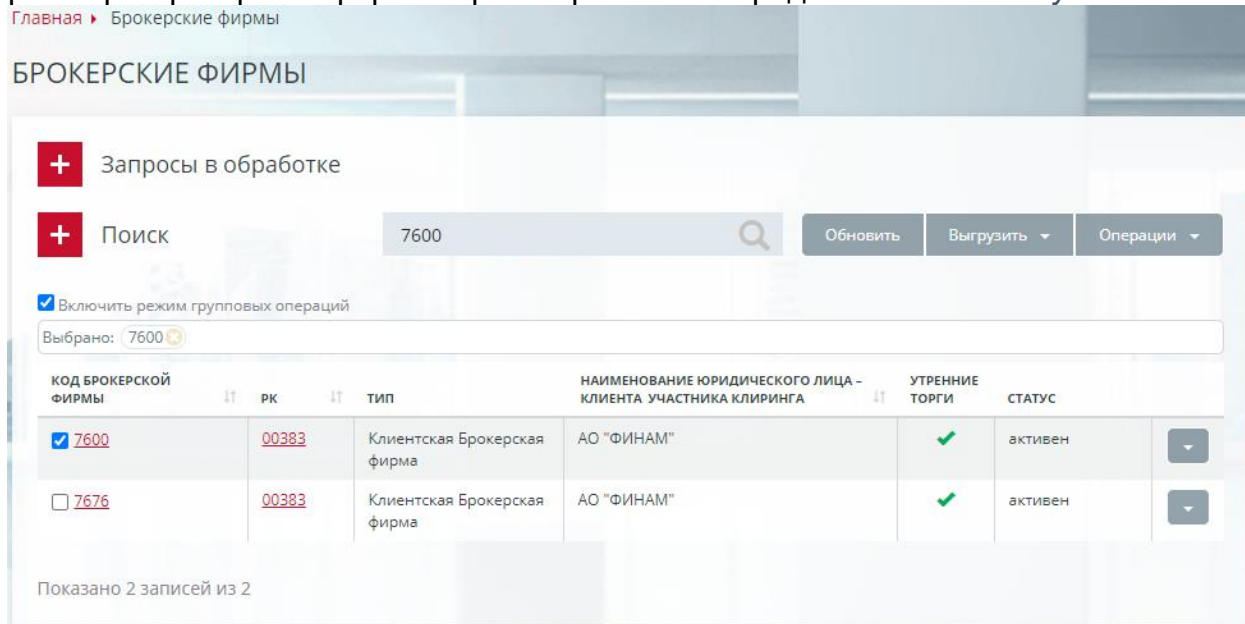 Главная Брокерские фирмы
БРОКЕРСКИЕ ФИРМЫ
Запросы в обработке
Поиск 7600 Обновить Выгрузить Операции
Включить режим групповых операций
Выбрано: 7600
КОД БРОКЕРСКОЙ ФИРМЫ РК ТИП НАИМЕНОВАНИЕ ЮРИДИЧЕСКОГО ЛИЦА – КЛИЕНТА УЧАСТНИКА КЛИРИНГА УТРЕННИЕ ТОРГИ СТАТУС
7600 00383 Клиентская Брокерская фирма АО "ФИНАМ" активен
7676 00383 Клиентская Брокерская фирма АО "ФИНАМ" активен
Показано 2 записей из 2